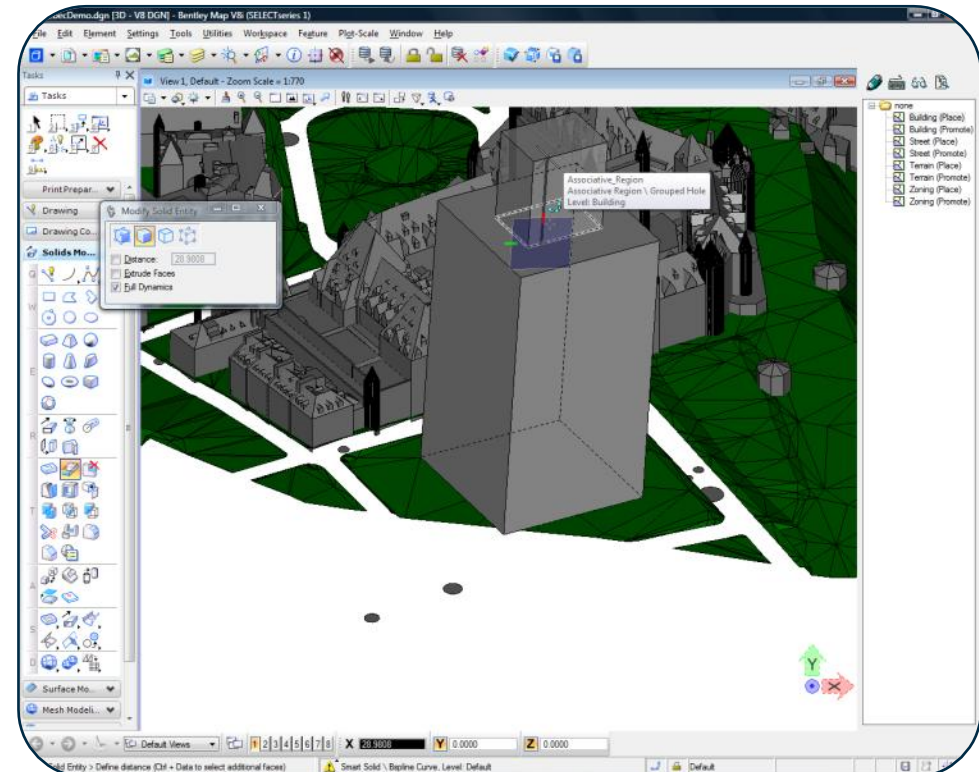 ecDemo.dgn [3D - V8 DGN] - Bentley Map V8i (SELECTseries 1)
File Edit Element Settings Tools Utilities Workspace Feature Plot-Scale Window Help
Tasks
View 1, Default - Zoom Scale = 1:770
Tasks
none
Building (Place)
Building (Promote)
Street (Place)
Street (Promote)
Terrain (Place)
Terrain (Promote)
Zoning (Place)
Zoning (Promote)
Associative_Region
Associative Region \ Grouped Hole
Level: Building
Print Prepar...
Drawing
Drawing Co...
Solids Mo...
Modify Solid Entity
Distance: 28.9808
Extrude Faces
Full Dynamics
Q
W
E
R
T
A
S
D
Surface Mo...
Mesh Modeli...
Y
X
Default Views
1 2 3 4 5 6 7 8
X 28.9808
Y 0.0000
Z 0.0000
Solid Entity > Define distance (Ctrl + Data to select additional faces)
Smart Solid \ Bspline Curve, Level: Default
Default